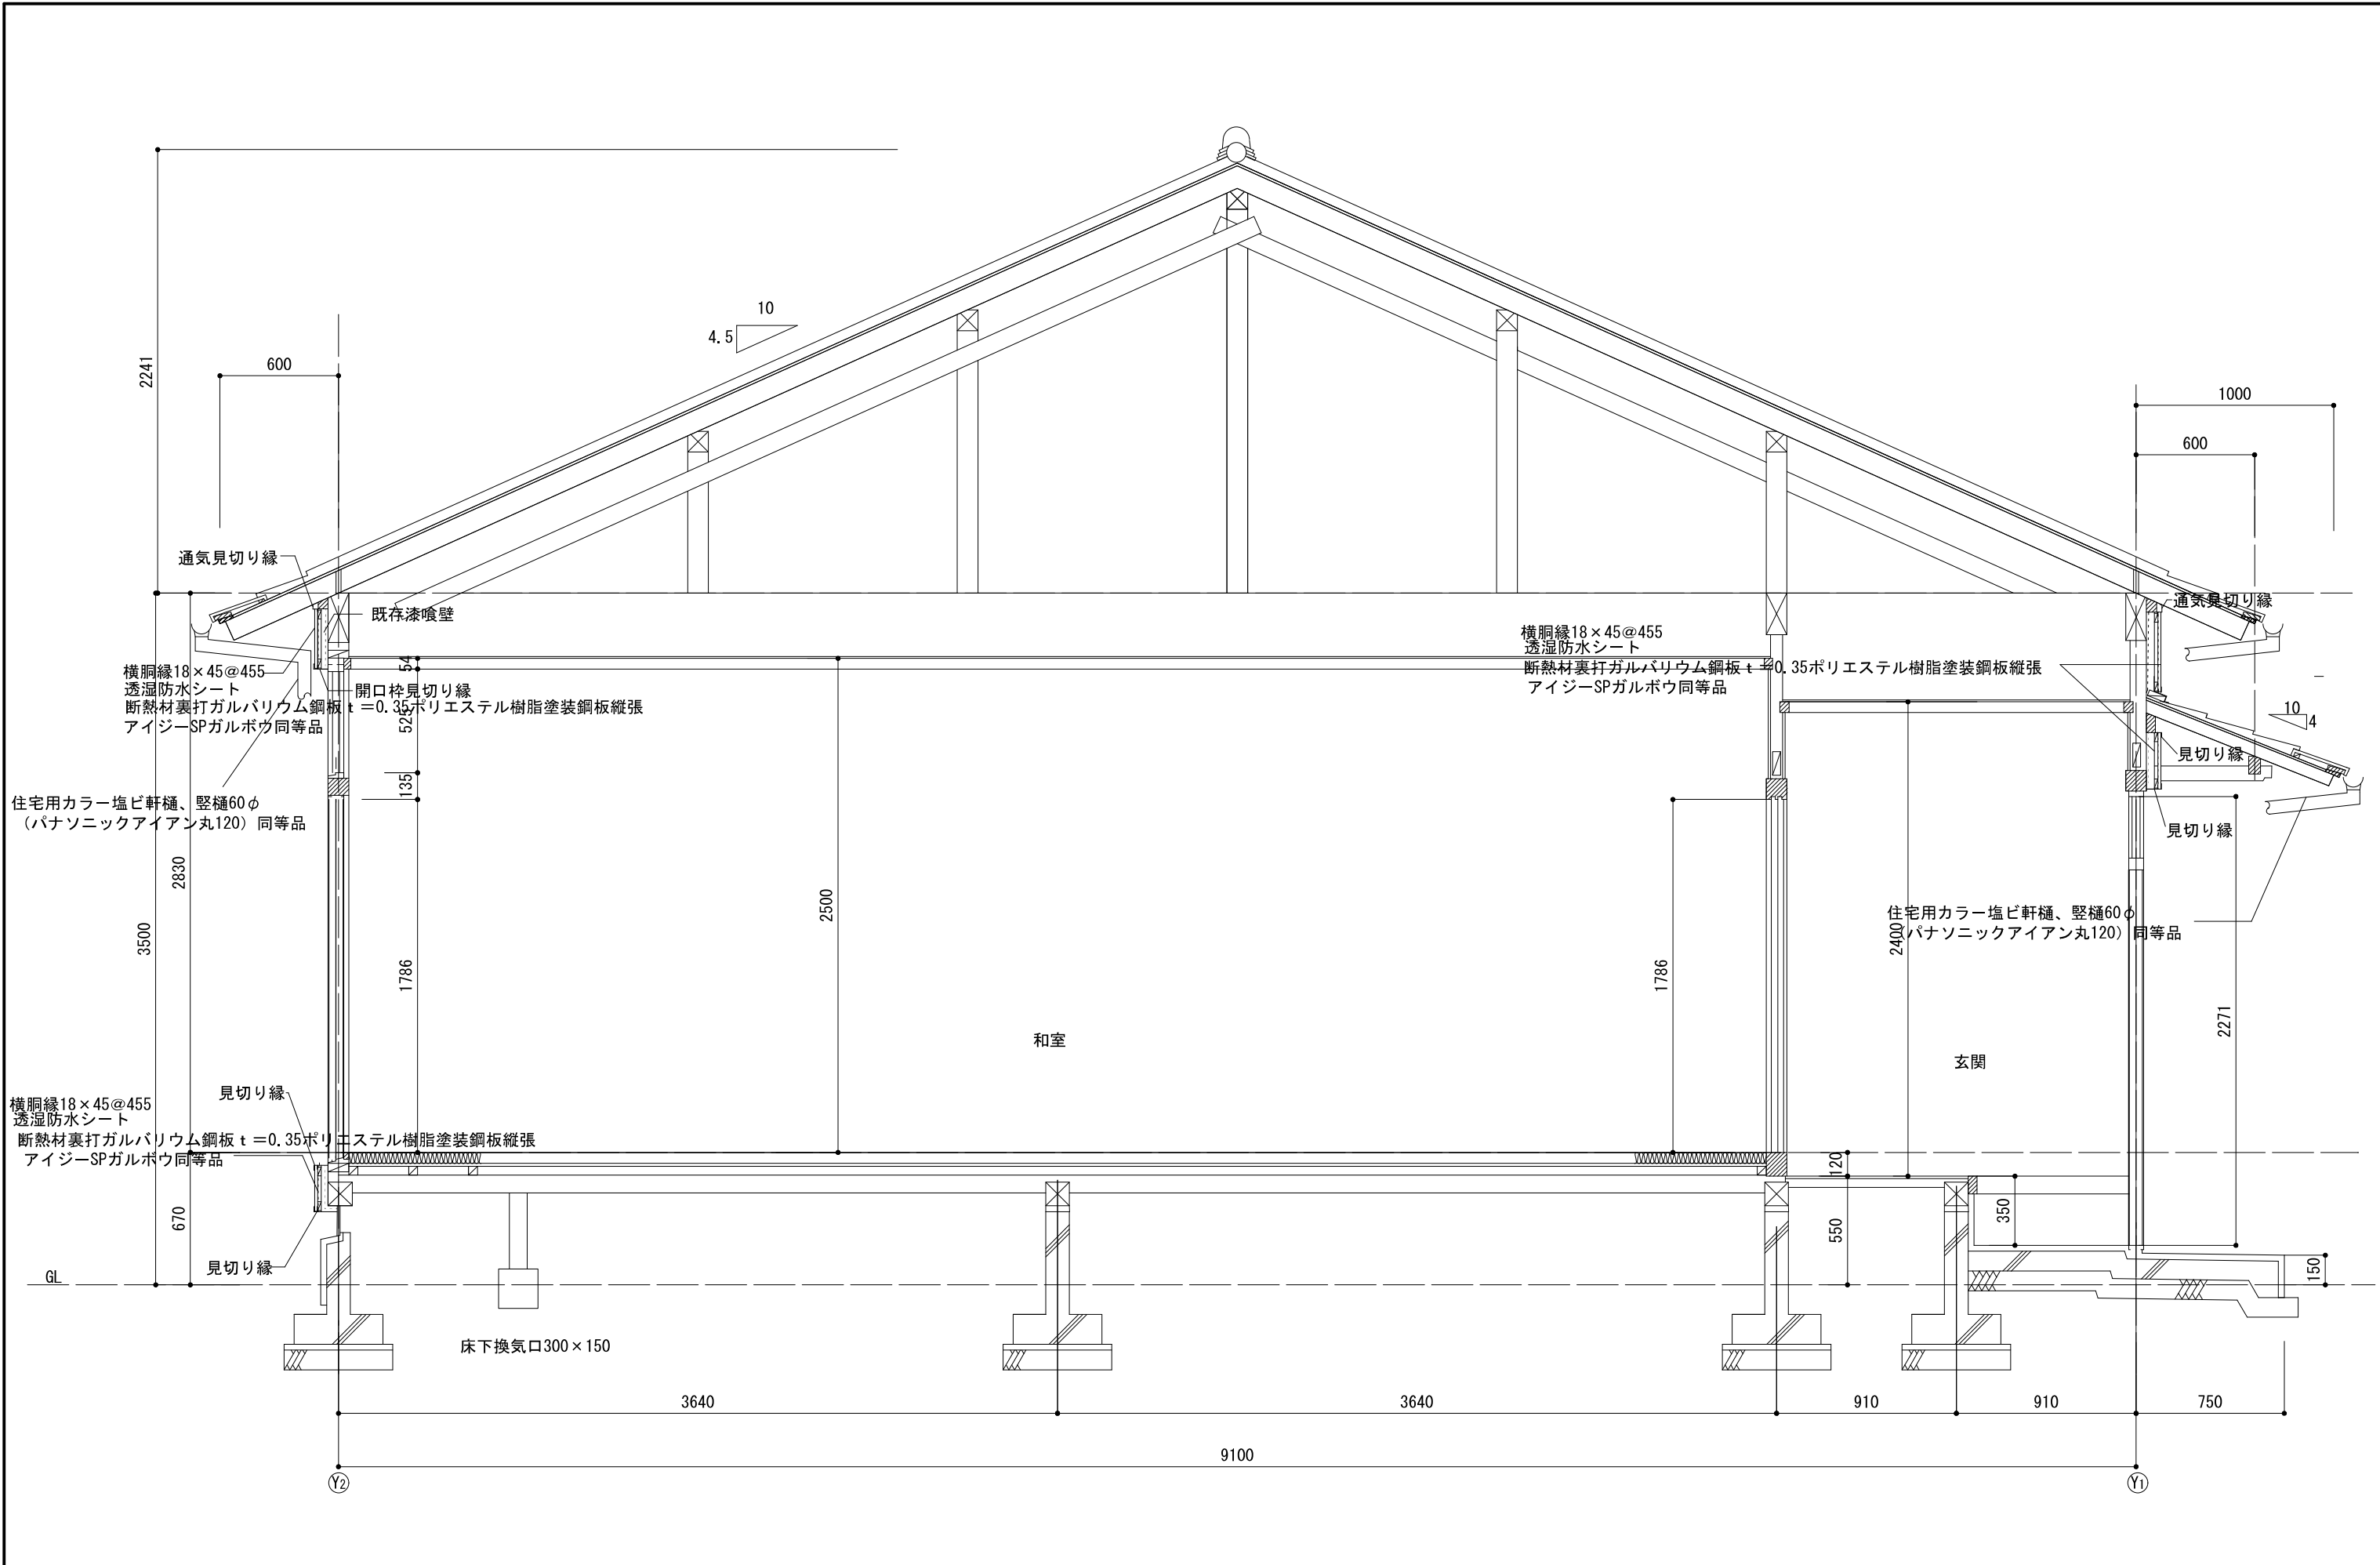 10
4.5
2241
600
1000
600
通気見切り縁
既存漆喰壁
通気見切り縁
横胴縁18×45@455
透湿防水シート
断熱材裏打ガルバリウム鋼板ｔ＝0.35ポリエステル樹脂塗装鋼板縦張
アイジーSPガルボウ同等品
横胴縁18×45@455
透湿防水シート
断熱材裏打ガルバリウム鋼板ｔ＝0.35ポリエステル樹脂塗装鋼板縦張
アイジーSPガルボウ同等品
開口枠見切り縁
54
525
135
10
4
見切り縁
見切り縁
住宅用カラー塩ビ軒樋、竪樋60φ
（パナソニックアイアン丸120）同等品
2830
3500
2500
1786
1786
2400
住宅用カラー塩ビ軒樋、竪樋60φ
（パナソニックアイアン丸120）同等品
2271
和室
玄関
見切り縁
横胴縁18×45@455
透湿防水シート
断熱材裏打ガルバリウム鋼板ｔ＝0.35ポリエステル樹脂塗装鋼板縦張
アイジーSPガルボウ同等品
120
670
550
350
150
見切り縁
GL
床下換気口300×150
3640
3640
910
910
750
9100
Y2
Y1